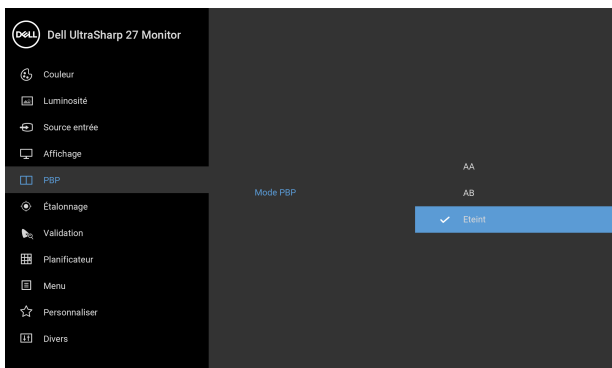 DELL Dell UltraSharp 27 Monitor
Couleur
Luminosité
Source entrée
Affichage
PBP
Étalonnage
Validation
Planificateur
Menu
Personnaliser
Divers
Mode PBP
AA
AB
Eteint